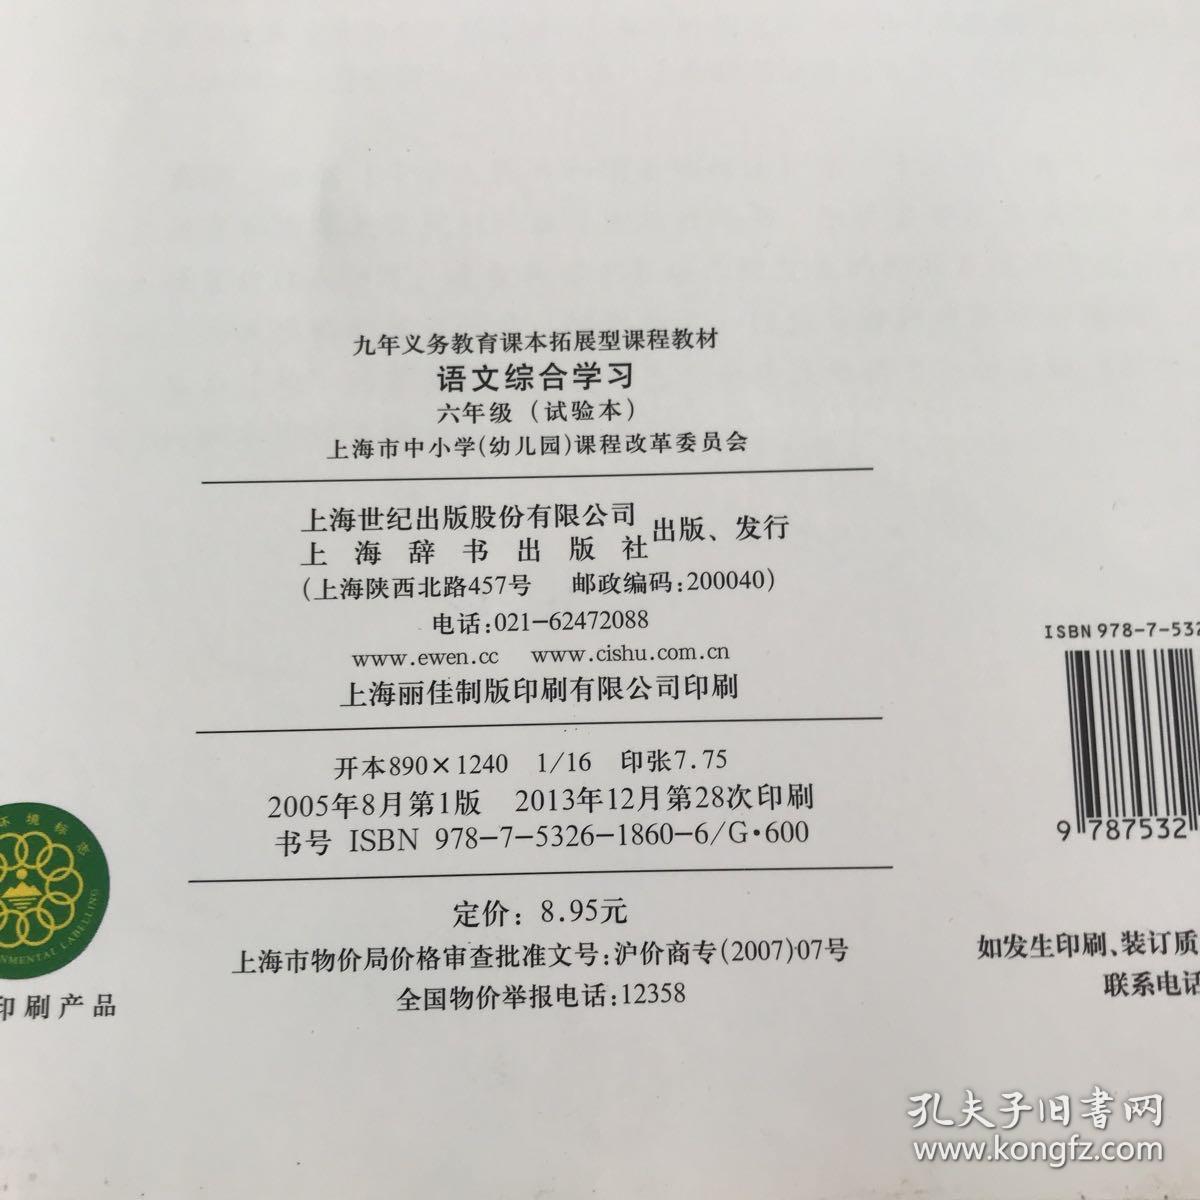 九年义务教育课本拓展型课程教材
语文综合学习
六年级（试验本）
上海市中小学(幼儿园)课程改革委员会
上海世纪出版股份有限公司
上海辞书出版社
出版、发行
(上海陕西北路457号 邮政编码:200040)
电话:021-62472088
www.ewen.cc www.cishu.com.cn
上海丽佳制版印刷有限公司印刷
开本890×1240 1/16 印张7.75
2005年8月第1版 2013年12月第28次印刷
书号 ISBN 978-7-5326-1860-6/G·600
定价：8.95元
上海市物价局价格审查批准文号:沪价商专(2007)07号
全国物价举报电话:12358
环境标志
NMENTAL LABELLING
印刷产品
ISBN 978-7-532
9 787532
如发生印刷、装订质
联系电话
孔夫子旧书网
www.kongfz.com